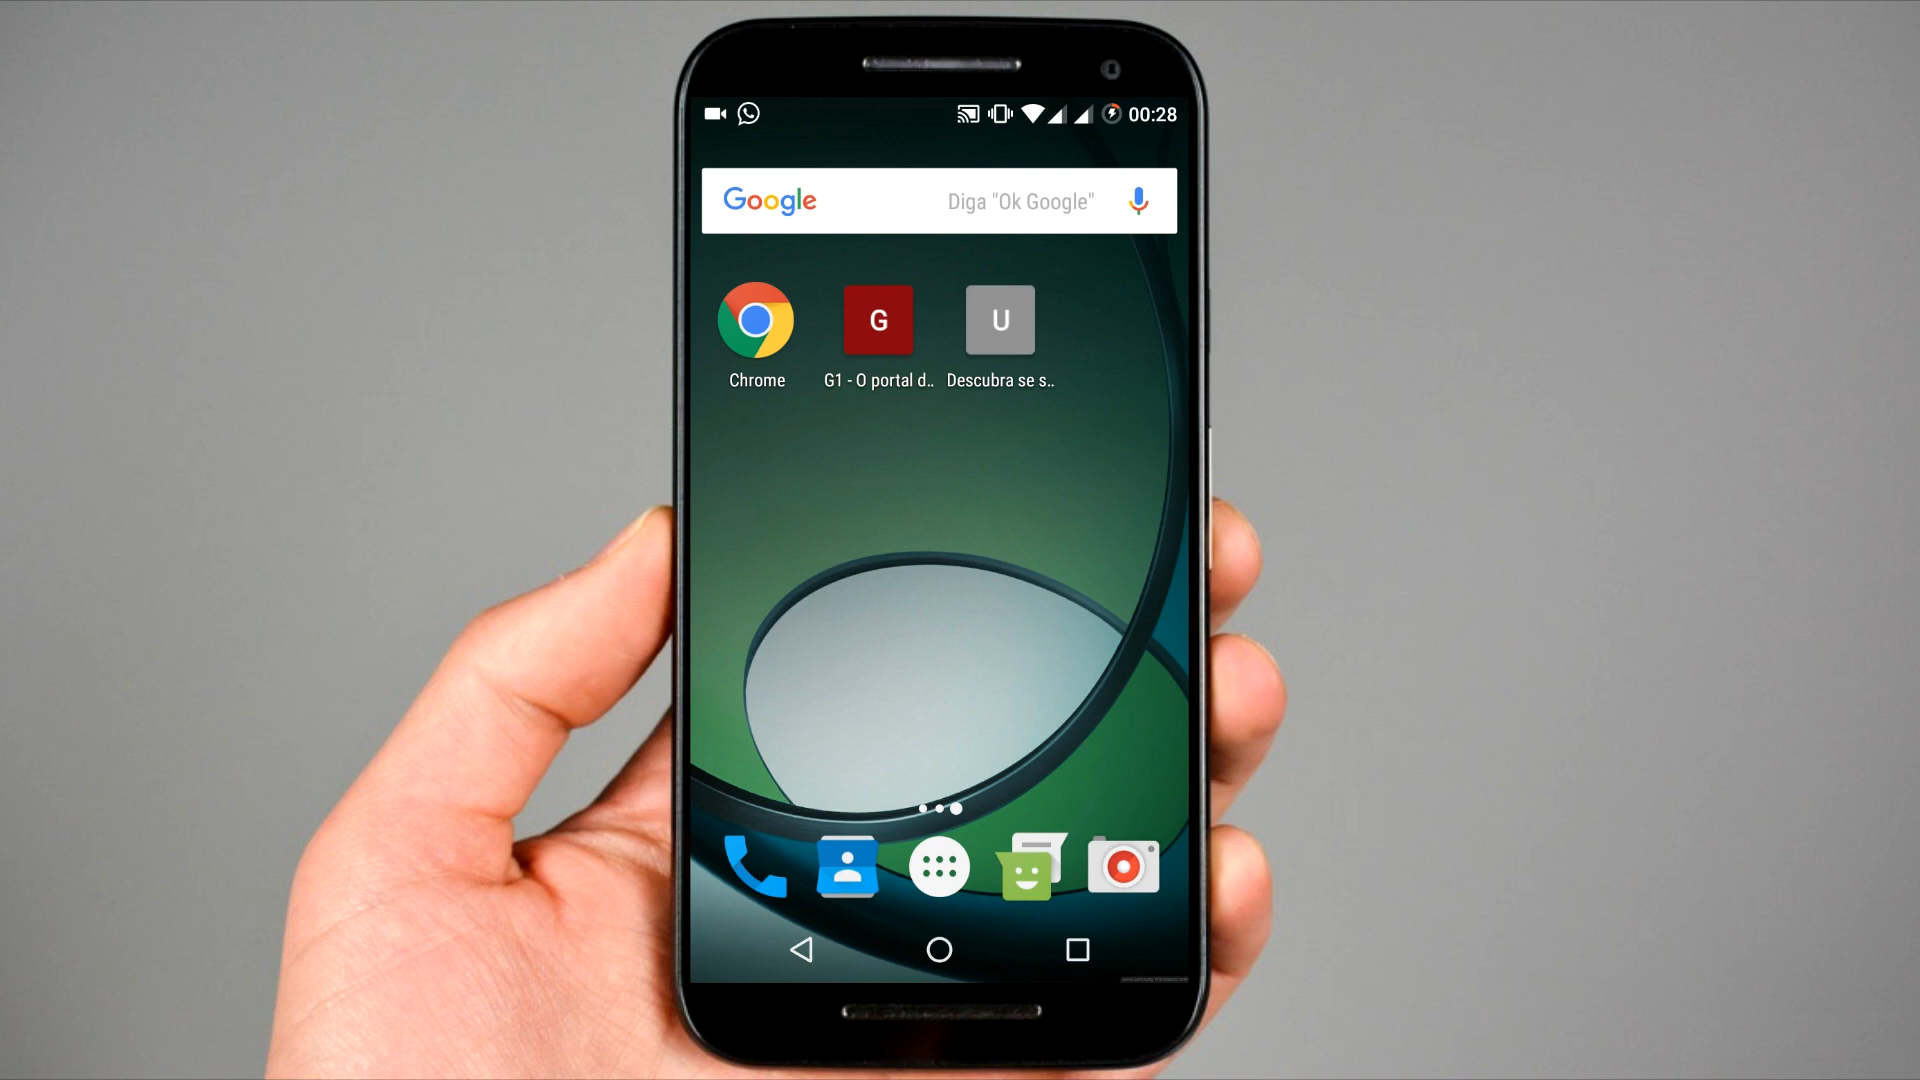 00:28
Google Diga "Ok Google"
G U
Chrome G1 - O portal d.. Descubra se s..